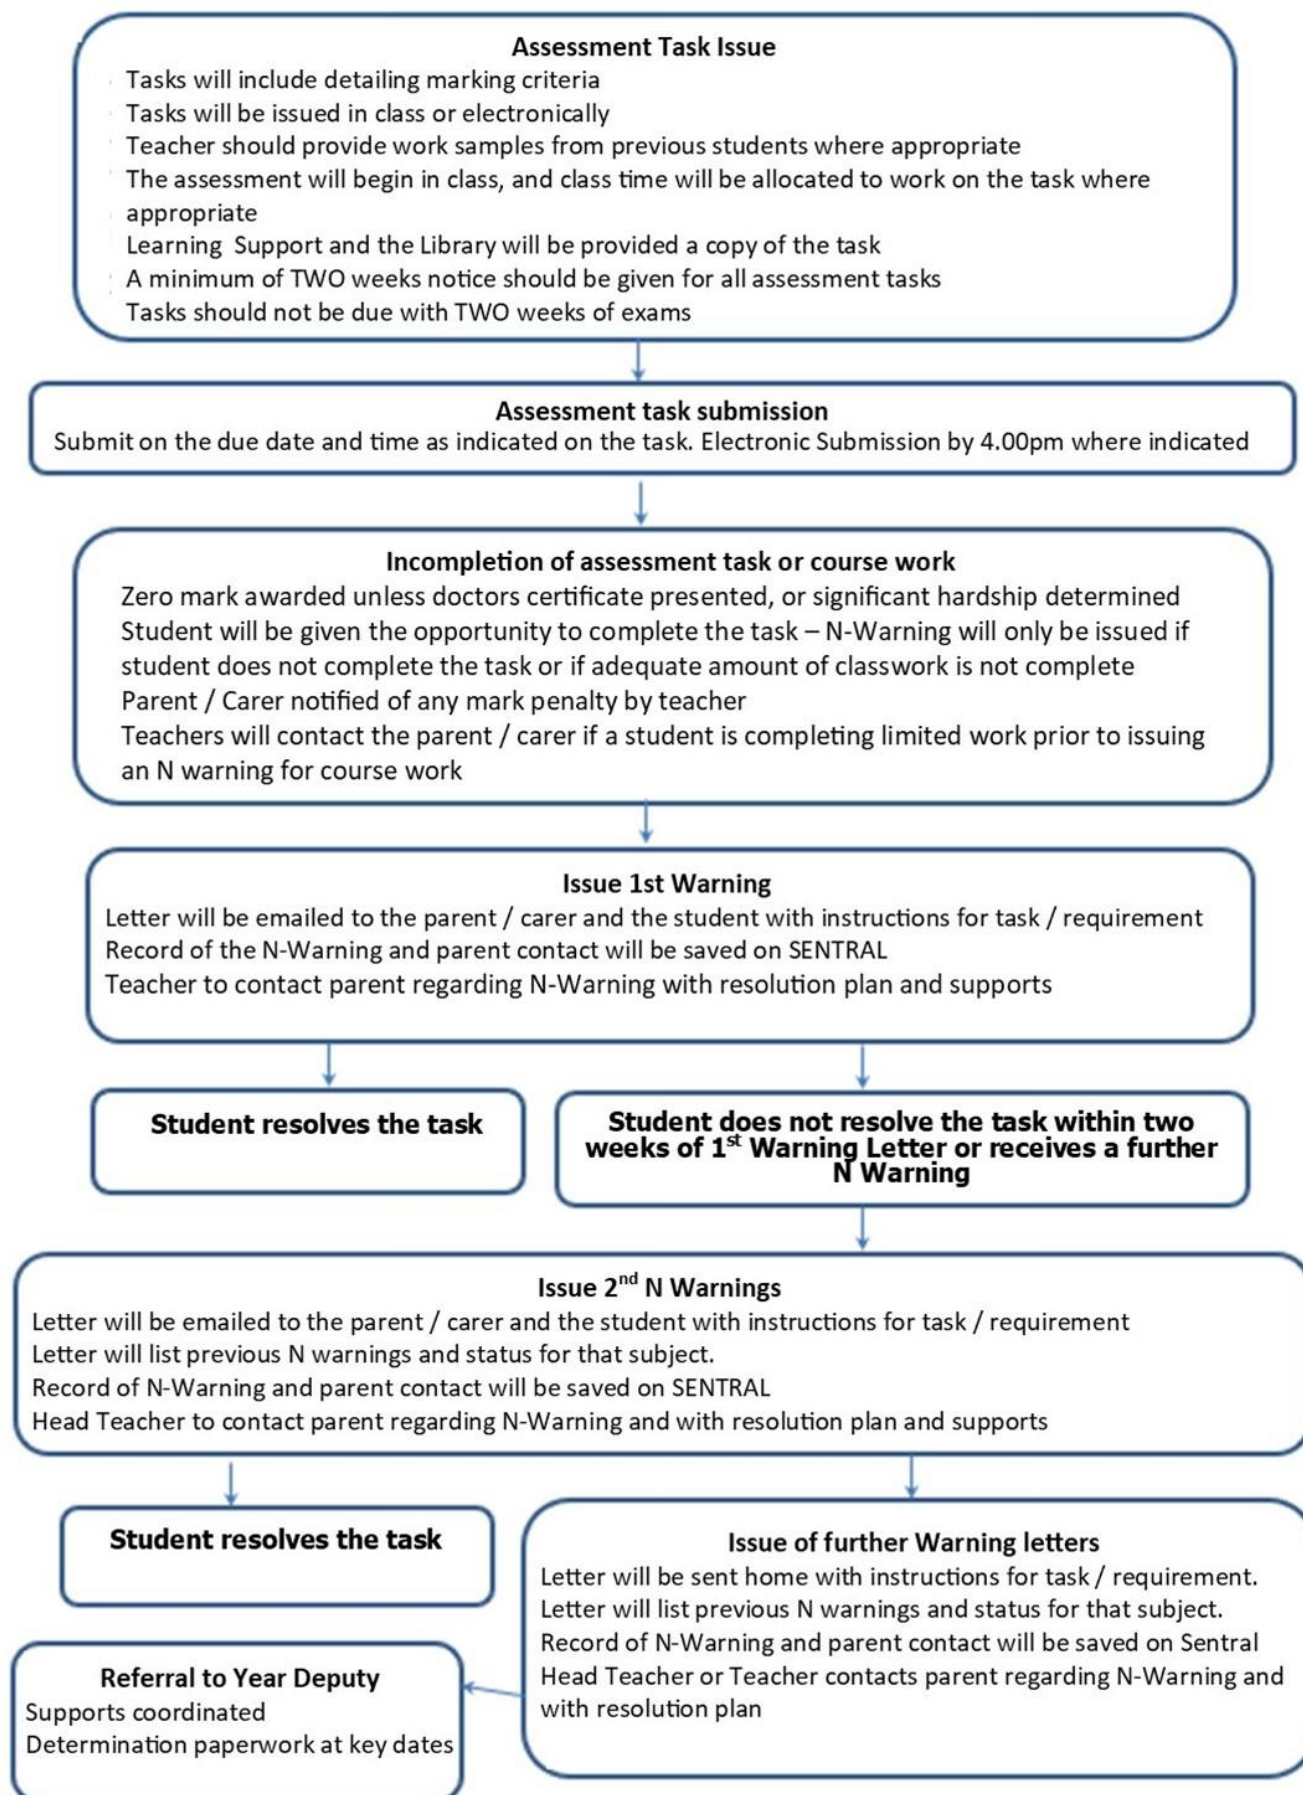 Assessment Task Issue
Tasks will include detailing marking criteria
Tasks will be issued in class or electronically
Teacher should provide work samples from previous students where appropriate
The assessment will begin in class, and class time will be allocated to work on the task where
appropriate
Learning Support and the Library will be provided a copy of the task
A minimum of TWO weeks notice should be given for all assessment tasks
Tasks should not be due with TWO weeks of exams
Assessment task submission
Submit on the due date and time as indicated on the task. Electronic Submission by 4.00pm where indicated
Incompletion of assessment task or course work
Zero mark awarded unless doctors certificate presented, or significant hardship determined
Student will be given the opportunity to complete the task – N-Warning will only be issued if
student does not complete the task or if adequate amount of classwork is not complete
Parent / Carer notified of any mark penalty by teacher
Teachers will contact the parent / carer if a student is completing limited work prior to issuing
an N warning for course work
Issue 1st Warning
Letter will be emailed to the parent / carer and the student with instructions for task / requirement
Record of the N-Warning and parent contact will be saved on SENTRAL
Teacher to contact parent regarding N-Warning with resolution plan and supports
Student resolves the task
Student does not resolve the task within two
weeks of 1st Warning Letter or receives a further
N Warning
Issue 2nd N Warnings
Letter will be emailed to the parent / carer and the student with instructions for task / requirement
Letter will list previous N warnings and status for that subject.
Record of N-Warning and parent contact will be saved on SENTRAL
Head Teacher to contact parent regarding N-Warning and with resolution plan and supports
Student resolves the task
Issue of further Warning letters
Letter will be sent home with instructions for task / requirement.
Letter will list previous N warnings and status for that subject.
Record of N-Warning and parent contact will be saved on Sentral
Head Teacher or Teacher contacts parent regarding N-Warning and
with resolution plan
Referral to Year Deputy
Supports coordinated
Determination paperwork at key dates